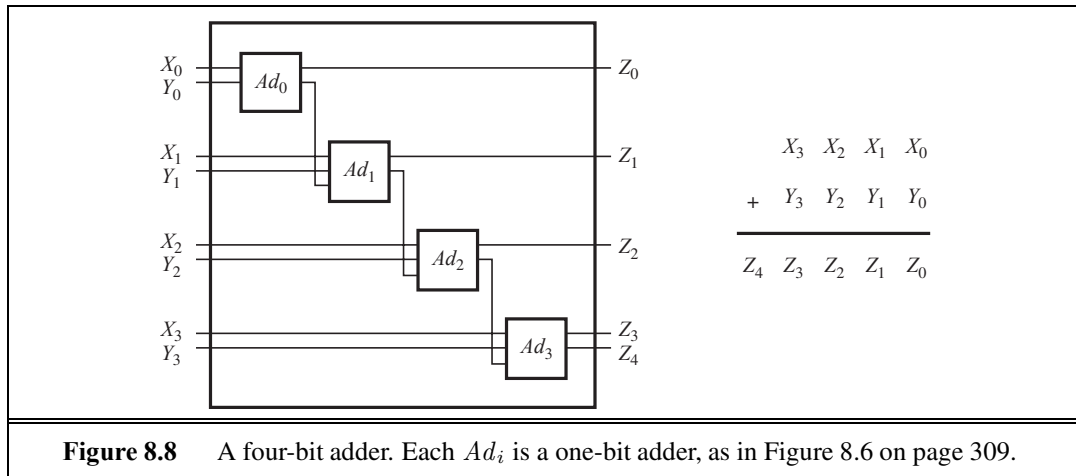 X₀
Y₀
Ad₀
Z₀
X₁
Y₁
Ad₁
Z₁
X₂
Y₂
Ad₂
Z₂
X₃
Y₃
Ad₃
Z₃
Z₄
X₃ X₂ X₁ X₀
+ Y₃ Y₂ Y₁ Y₀
Z₄ Z₃ Z₂ Z₁ Z₀
Figure 8.8 A four-bit adder. Each Adᵢ is a one-bit adder, as in Figure 8.6 on page 309.